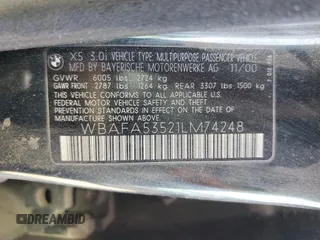 X5 3.0i VEHICLE TYPE MULTIPURPOSE PASSENGER VEHICLE
MFD BY BAYERISCHE MOTORENWERKE AG 11/00
GVWR 6005 lbs 2724 kg
GAWR FRONT 2787 lbs 1264 kg REAR 3307 lbs 1500 kg
THIS VEHICLE CONFORMS TO ALL APPLICABLE
FEDERAL MOTOR VEHICLE SAFETY, BUMPER AND THEFT
PREVENTION STANDARDS IN EFFECT ON THE DATE OF
MANUFACTURE SHOWN ABOVE
WBAFA53521LM74248
DREAMBID